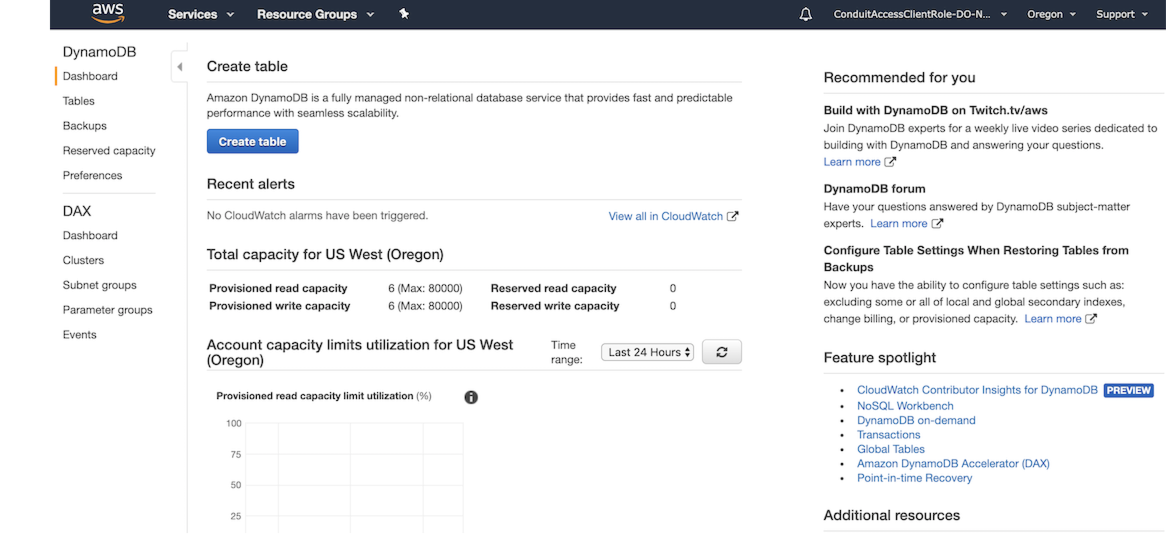 aws
Services
Resource Groups
ConduitAccessClientRole-DO-N...
Oregon
Support
DynamoDB
Dashboard
Tables
Backups
Reserved capacity
Preferences
DAX
Dashboard
Clusters
Subnet groups
Parameter groups
Events
Create table
Amazon DynamoDB is a fully managed non-relational database service that provides fast and predictable
performance with seamless scalability.
Create table
Recent alerts
No CloudWatch alarms have been triggered.
View all in CloudWatch
Total capacity for US West (Oregon)
Provisioned read capacity 6 (Max: 80000) Reserved read capacity 0
Provisioned write capacity 6 (Max: 80000) Reserved write capacity 0
Account capacity limits utilization for US West
(Oregon)
Time
range:
Last 24 Hours
Provisioned read capacity limit utilization (%)
100
75
50
25
Recommended for you
Build with DynamoDB on Twitch.tv/aws
Join DynamoDB experts for a weekly live video series dedicated to
building with DynamoDB and answering your questions.
Learn more
DynamoDB forum
Have your questions answered by DynamoDB subject-matter
experts. Learn more
Configure Table Settings When Restoring Tables from
Backups
Now you have the ability to configure table settings such as:
excluding some or all of local and global secondary indexes,
change billing, or provisioned capacity. Learn more
Feature spotlight
CloudWatch Contributor Insights for DynamoDB PREVIEW
NoSQL Workbench
DynamoDB on-demand
Transactions
Global Tables
Amazon DynamoDB Accelerator (DAX)
Point-in-time Recovery
Additional resources